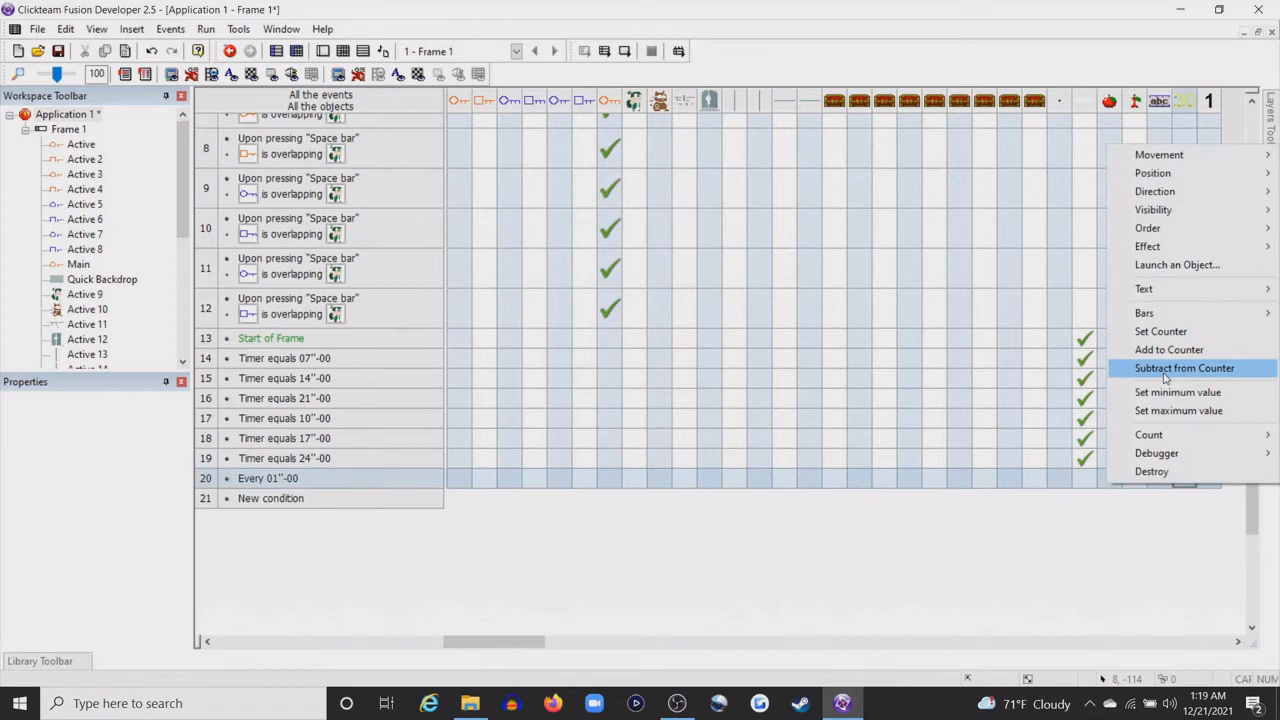 Clickteam Fusion Developer 2.5 - [Application 1 - Frame 1*]
File Edit View Insert Events Run Tools Window Help
1 - Frame 1
100
Workspace Toolbar
Application 1 *
Frame 1
Active
Active 2
Active 3
Active 4
Active 5
Active 6
Active 7
Active 8
Main
Quick Backdrop
Active 9
Active 10
Active 11
Active 12
Active 13
Properties
Library Toolbar
All the events
All the objects
abc
1
Layers Toolbar
is overlapping
8
Upon pressing "Space bar"
is overlapping
9
Upon pressing "Space bar"
is overlapping
10
Upon pressing "Space bar"
is overlapping
11
Upon pressing "Space bar"
is overlapping
12
Upon pressing "Space bar"
is overlapping
13 Start of Frame
14 Timer equals 07''-00
15 Timer equals 14''-00
16 Timer equals 21''-00
17 Timer equals 10''-00
18 Timer equals 17''-00
19 Timer equals 24''-00
20 Every 01''-00
21 New condition
Movement
Position
Direction
Visibility
Order
Effect
Launch an Object...
Text
Bars
Set Counter
Add to Counter
Subtract from Counter
Set minimum value
Set maximum value
Count
Debugger
Destroy
8, -114
0
CAF NUM
Type here to search
71°F Cloudy
1:19 AM
12/21/2021
2